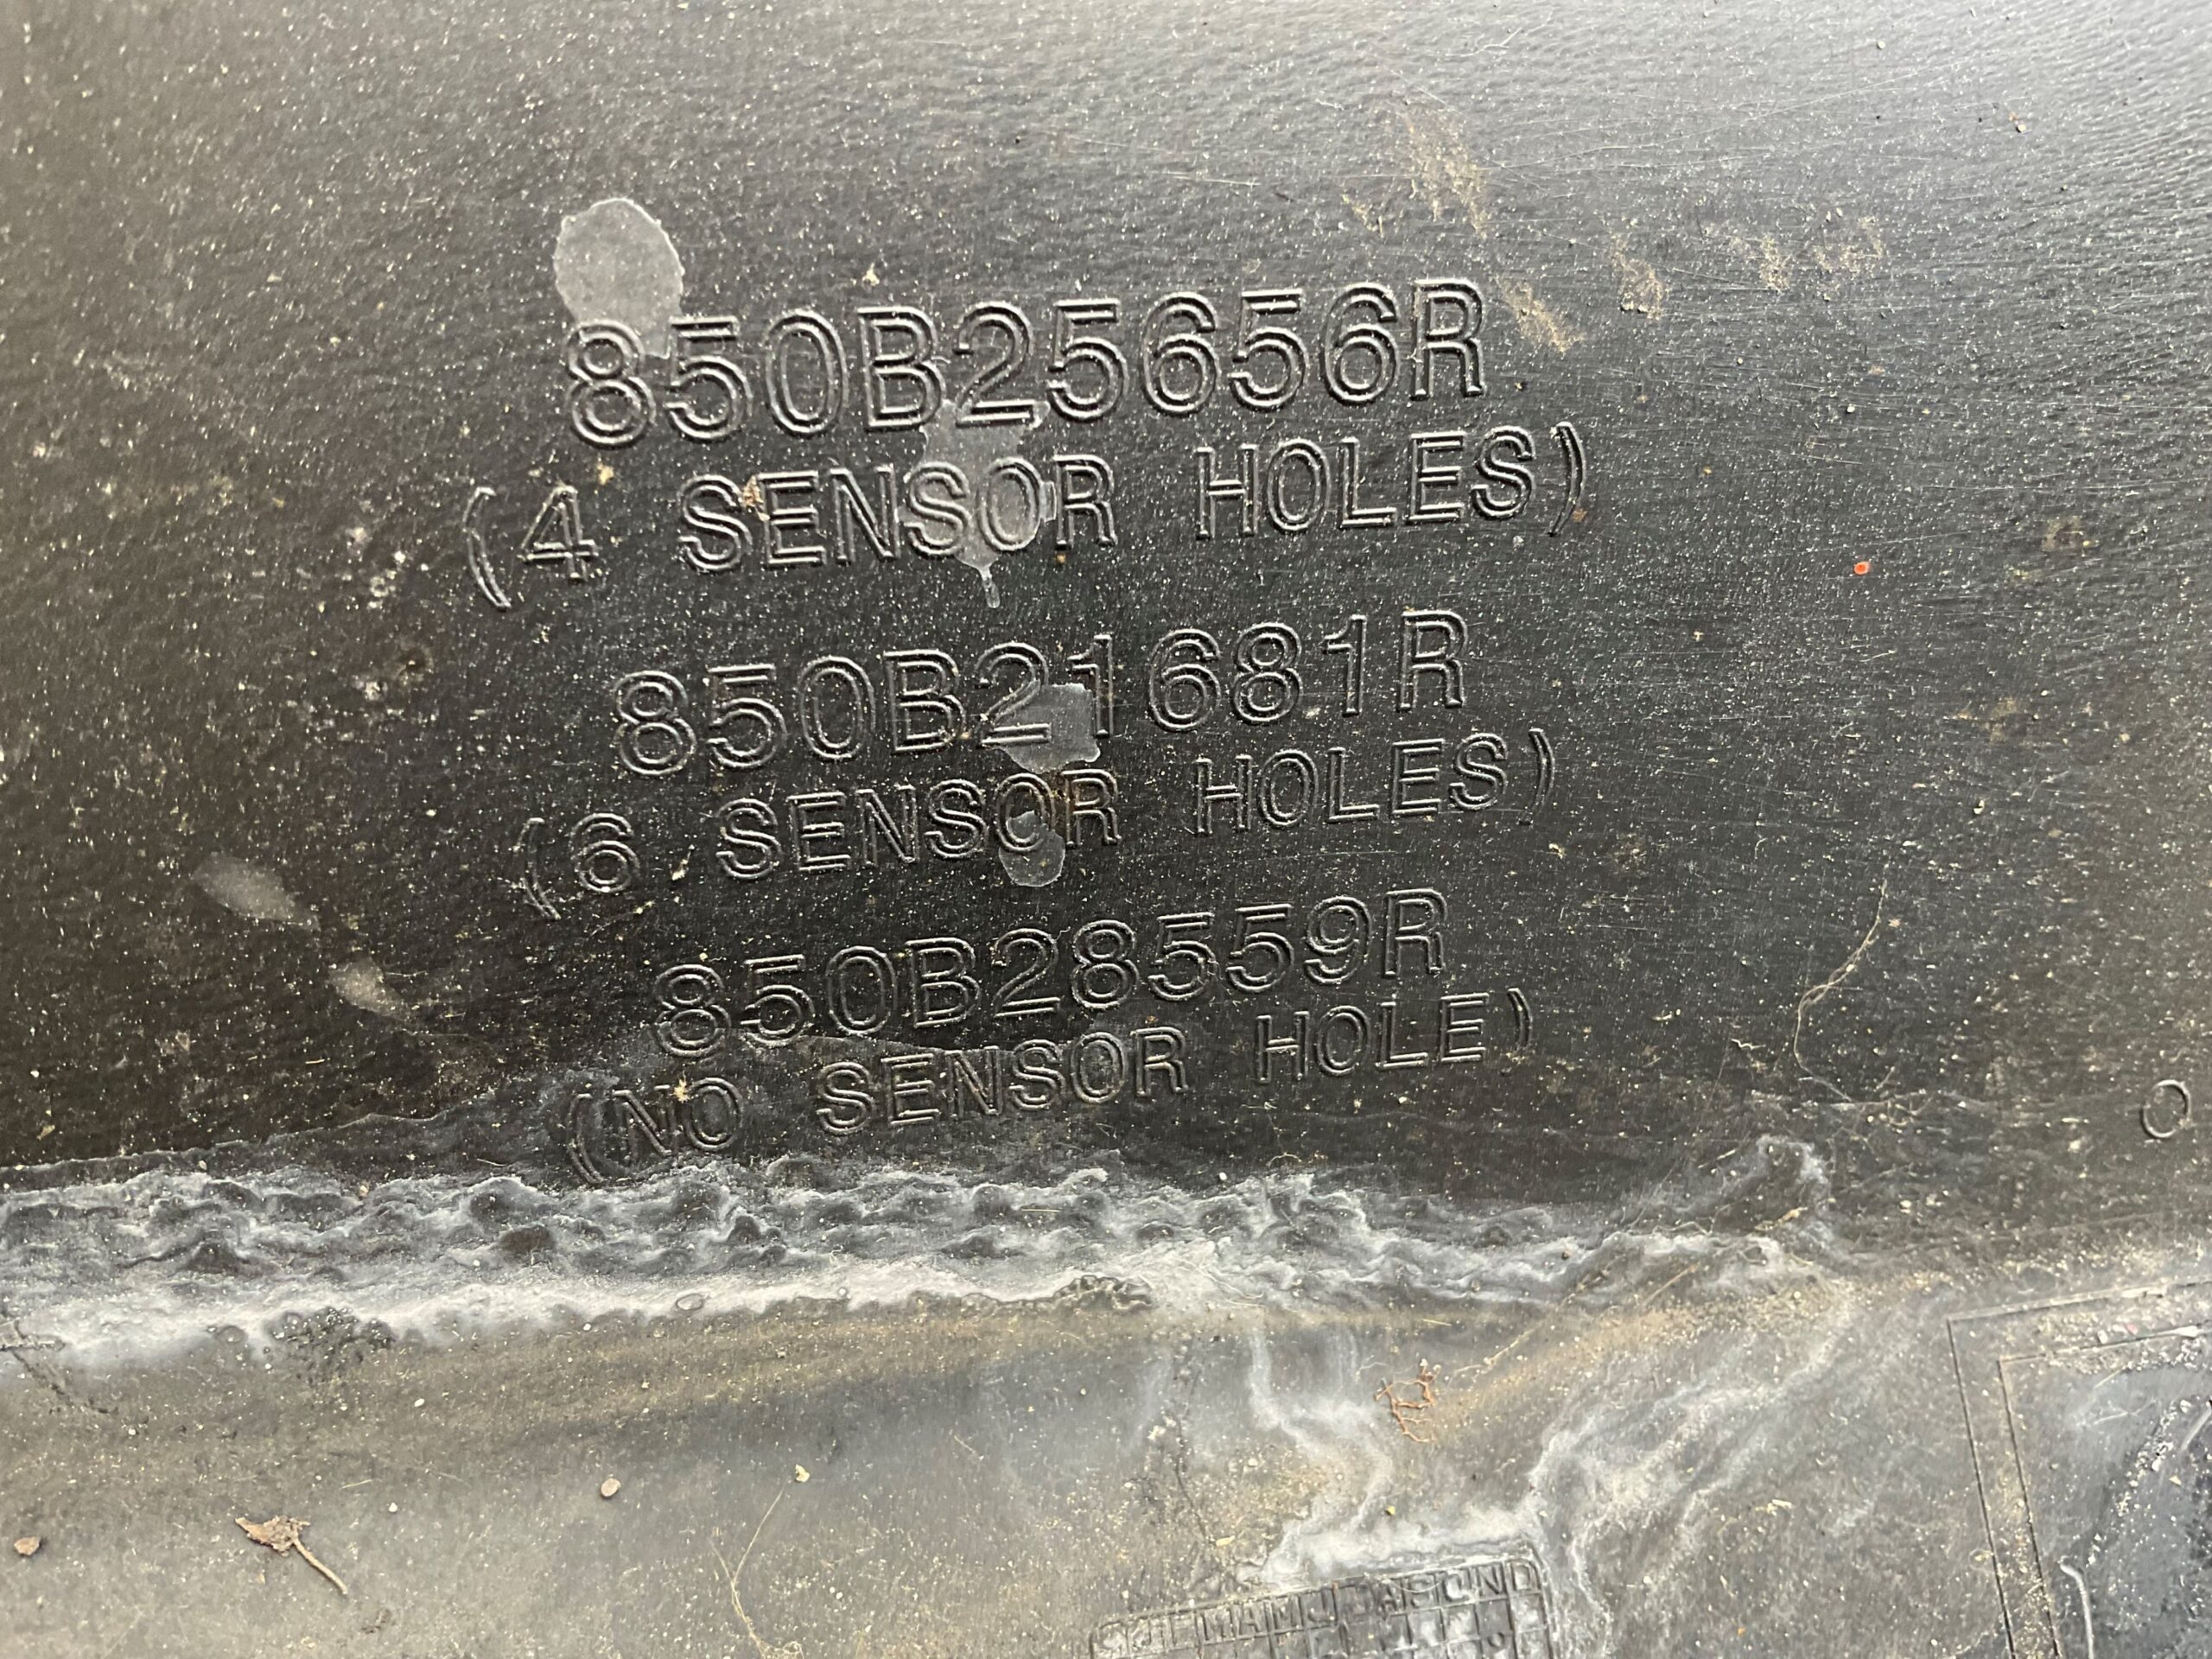 850B25656R
(4 SENSOR HOLES)
850B21681R
(6 SENSOR HOLES)
850B28559R
(NO SENSOR HOLE)
J F M A M J J A S O N D